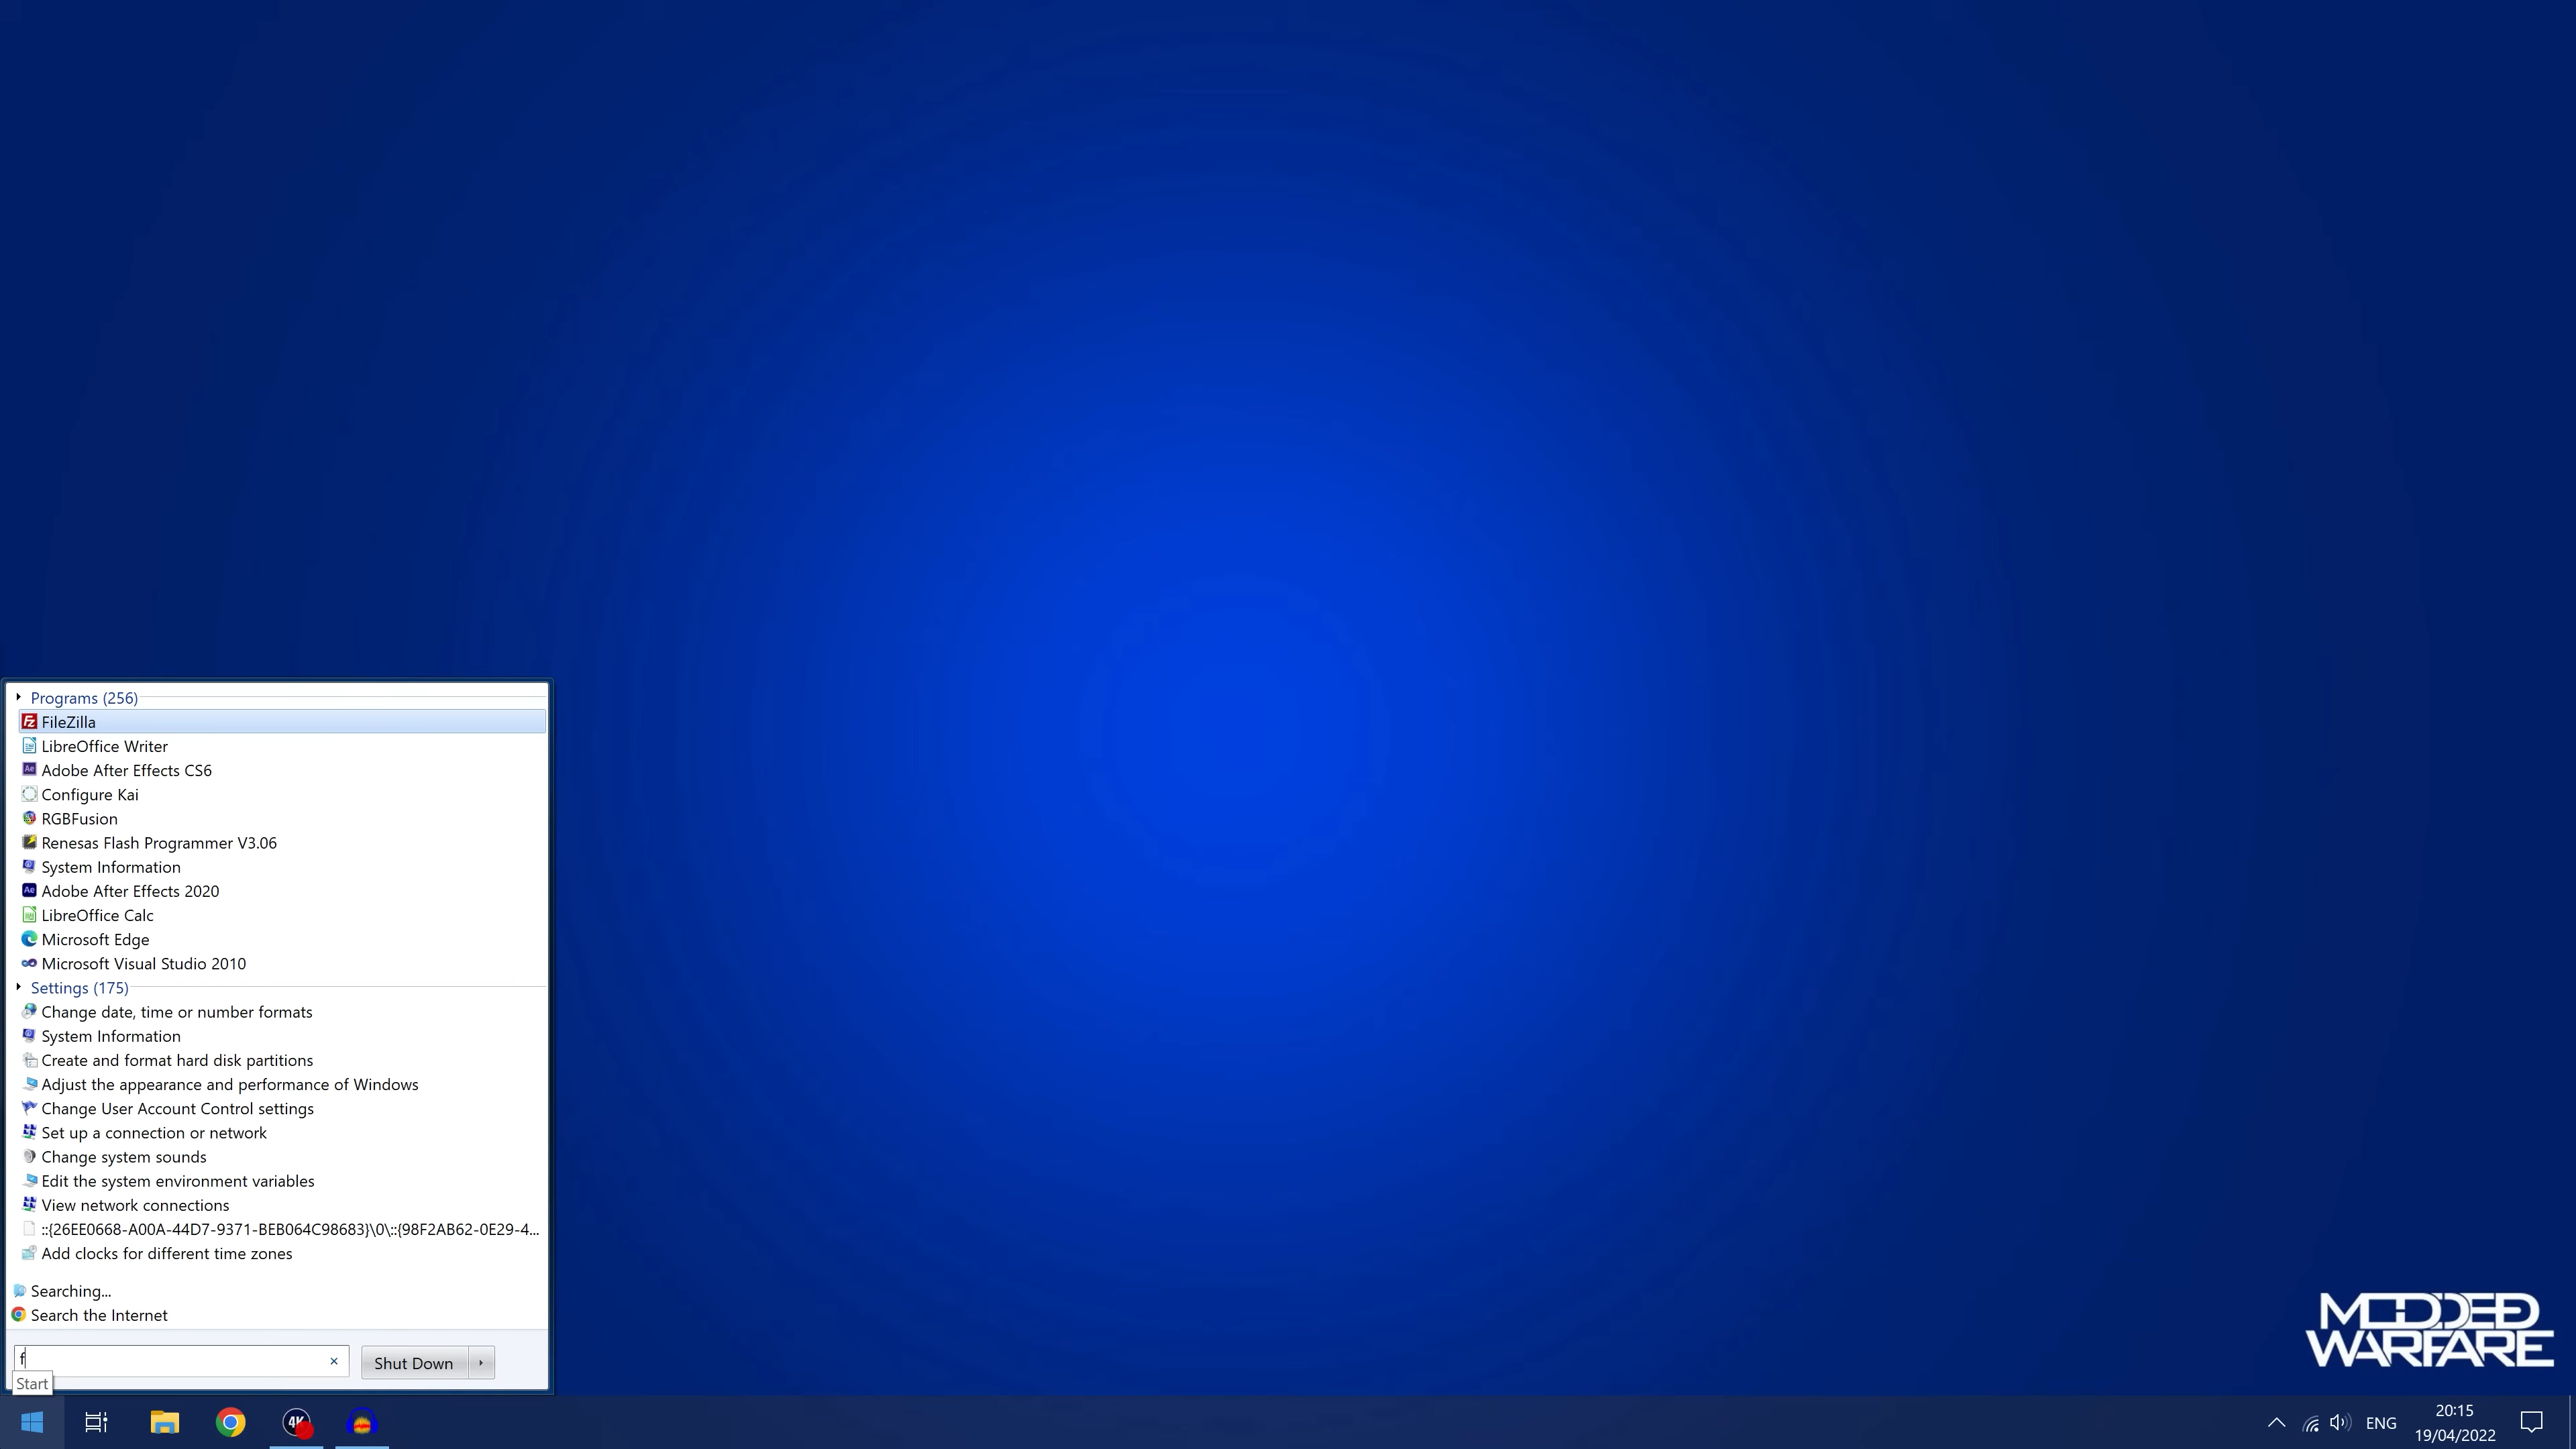 Programs (256)
FileZilla
LibreOffice Writer
Adobe After Effects CS6
Configure Kai
RGBFusion
Renesas Flash Programmer V3.06
System Information
Adobe After Effects 2020
LibreOffice Calc
Microsoft Edge
Microsoft Visual Studio 2010
Settings (175)
Change date, time or number formats
System Information
Create and format hard disk partitions
Adjust the appearance and performance of Windows
Change User Account Control settings
Set up a connection or network
Change system sounds
Edit the system environment variables
View network connections
::{26EE0668-A00A-44D7-9371-BEB064C98683}\0\::{98F2AB62-0E29-4...
Add clocks for different time zones
Searching...
Search the Internet
f
Shut Down
Start
MODDED
WARFARE
4K
ENG
20:15
19/04/2022